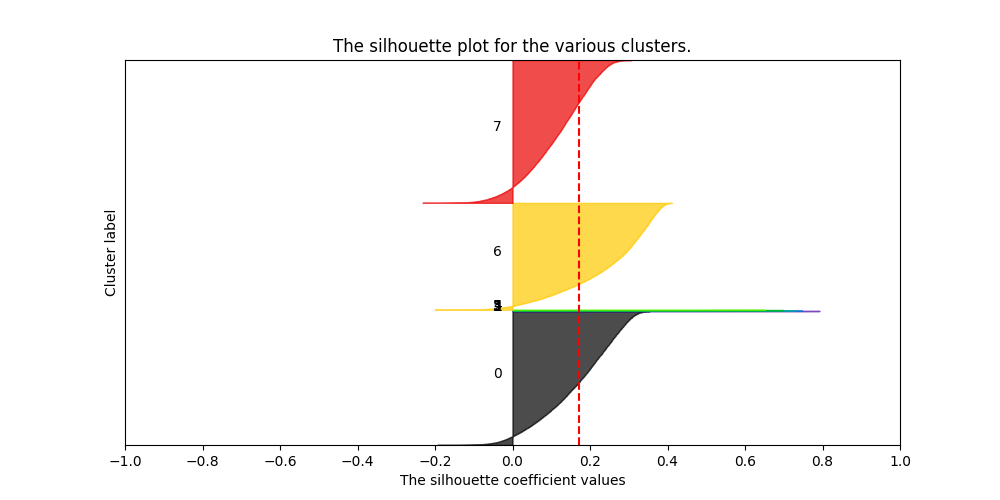 The silhouette plot for the various clusters.
7
6
0
Cluster label
−1.0 −0.8 −0.6 −0.4 −0.2 0.0 0.2 0.4 0.6 0.8 1.0
The silhouette coefficient values